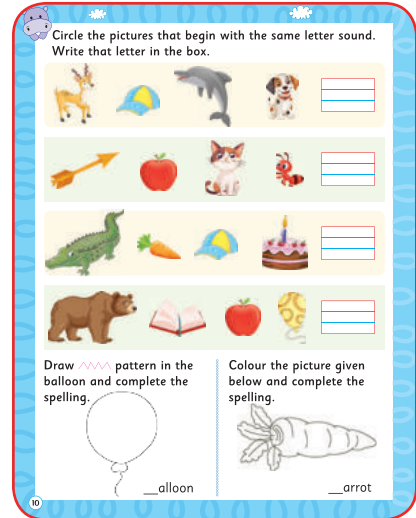 Circle the pictures that begin with the same letter sound.
Write that letter in the box.
Draw pattern in the
balloon and complete the
spelling.
__alloon
Colour the picture given
below and complete the
spelling.
__arrot
10